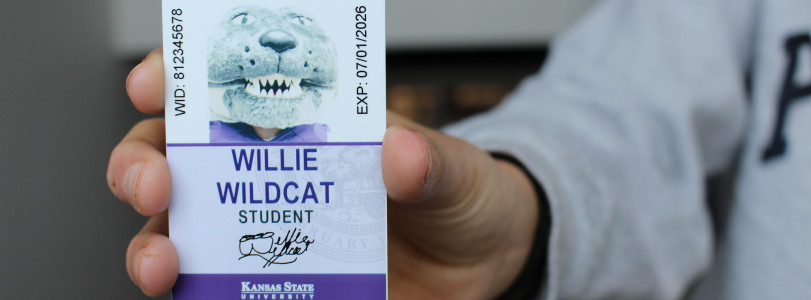 WID: 812345678
EXP: 07/01/2026
WILLIE
WILDCAT
STUDENT
Willie
Wildcat
KANSAS STATE
UNIVERSITY